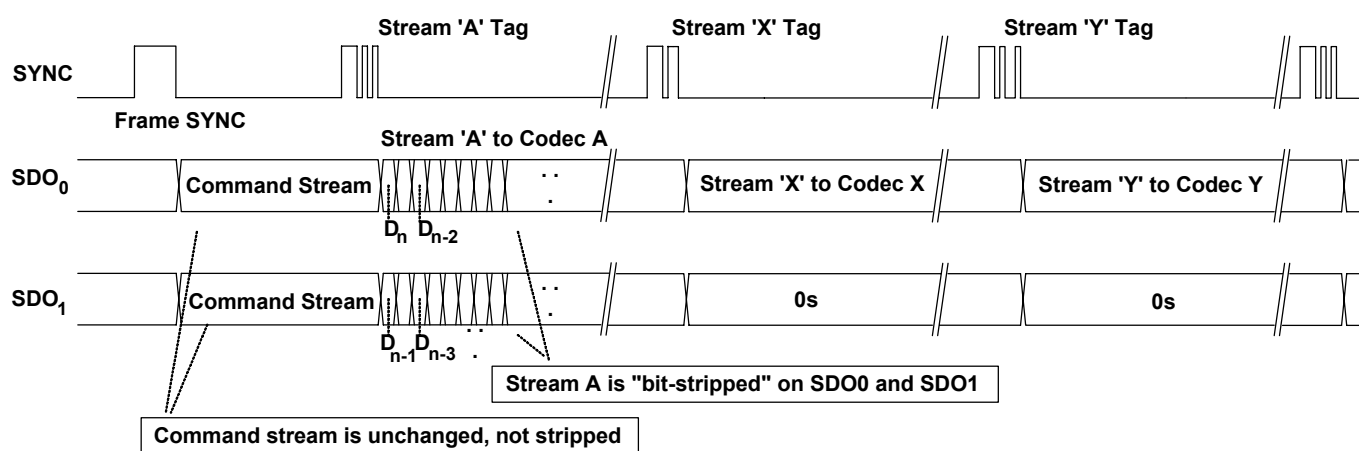 Stream 'A' Tag
Stream 'X' Tag
Stream 'Y' Tag
SYNC
Frame SYNC
Stream 'A' to Codec A
SDO0
Command Stream
. .
.
Stream 'X' to Codec X
Stream 'Y' to Codec Y
Dn
Dn-2
SDO1
Command Stream
. .
.
0s
0s
Dn-1
Dn-3
. .
.
Stream A is "bit-stripped" on SDO0 and SDO1
Command stream is unchanged, not stripped